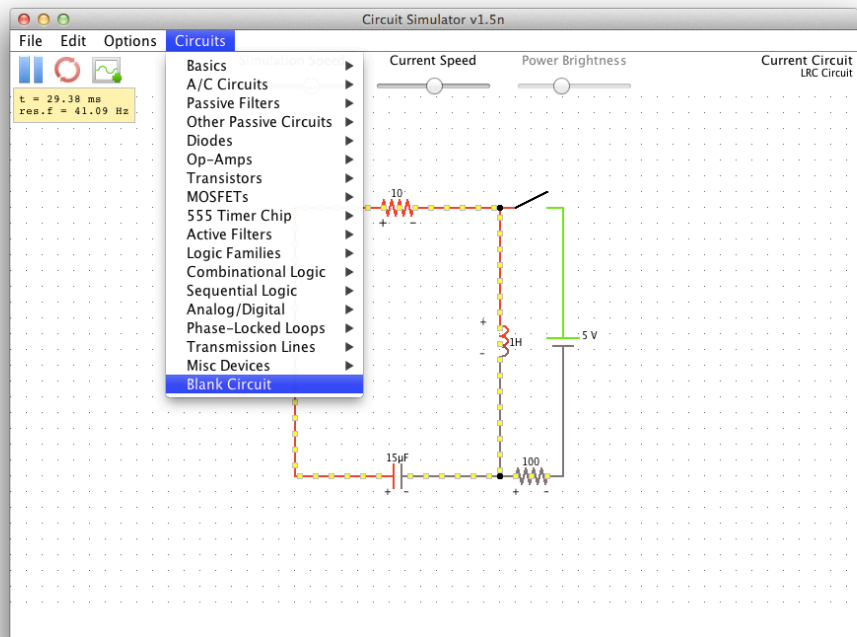 Circuit Simulator v1.5n
File Edit Options Circuits
Simulation Speed
Current Speed
Power Brightness
Current Circuit
LRC Circuit
t = 29.38 ms
res.f = 41.09 Hz
Basics
A/C Circuits
Passive Filters
Other Passive Circuits
Diodes
Op-Amps
Transistors
MOSFETs
555 Timer Chip
Active Filters
Logic Families
Combinational Logic
Sequential Logic
Analog/Digital
Phase-Locked Loops
Transmission Lines
Misc Devices
Blank Circuit
10
+ -
+
1H
-
5 V
15µF
+ -
100
+ -